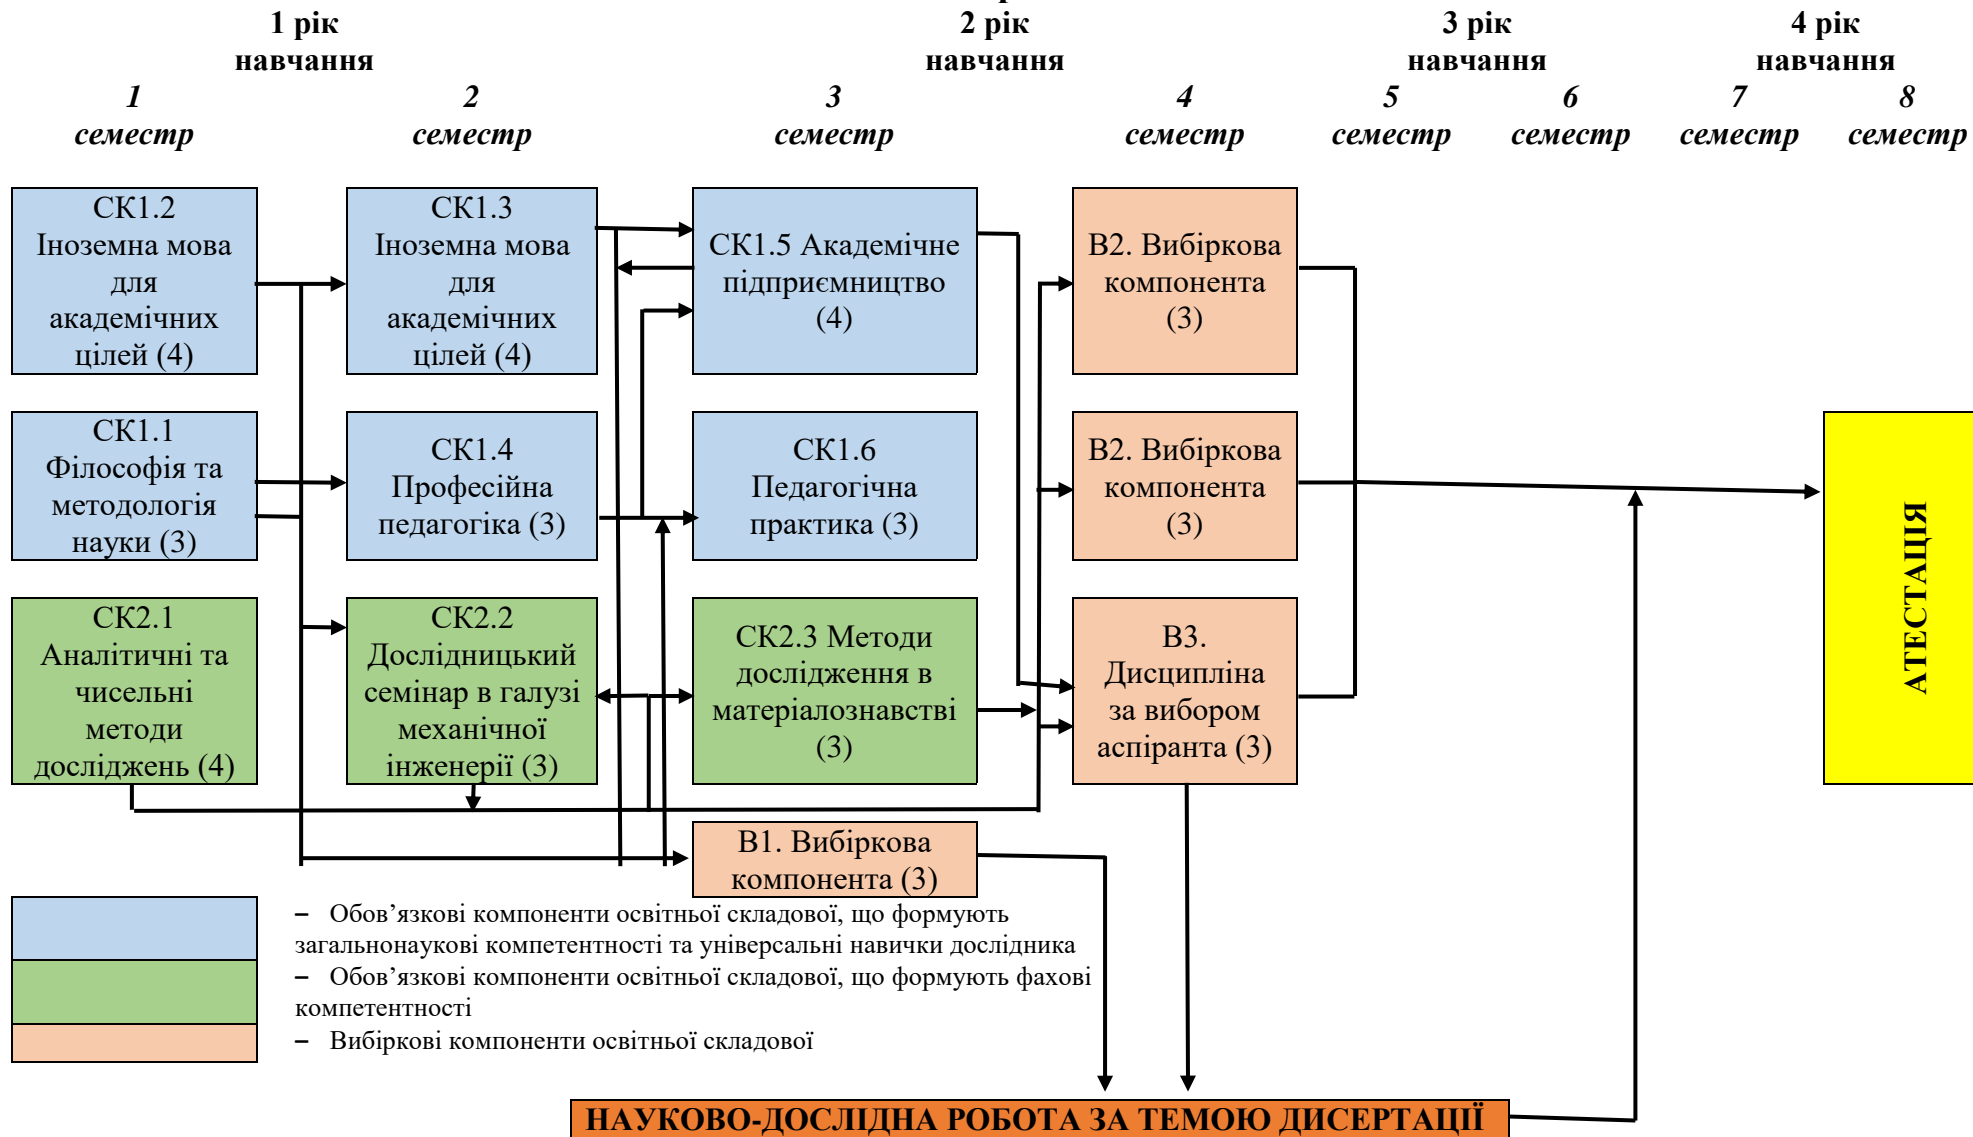 1 рік
навчання
2 рік
навчання
3 рік
навчання
4 рік
навчання
1
семестр
2
семестр
3
семестр
4
семестр
5
семестр
6
семестр
7
семестр
8
семестр
СК1.2
Іноземна мова
для
академічних
цілей (4)
СК1.3
Іноземна мова
для
академічних
цілей (4)
СК1.5 Академічне
підприємництво
(4)
В2. Вибіркова
компонента
(3)
СК1.1
Філософія та
методологія
науки (3)
СК1.4
Професійна
педагогіка (3)
СК1.6
Педагогічна
практика (3)
В2. Вибіркова
компонента
(3)
АТЕСТАЦІЯ
СК2.1
Аналітичні та
чисельні
методи
досліджень (4)
СК2.2
Дослідницький
семінар в галузі
механічної
інженерії (3)
СК2.3 Методи
дослідження в
матеріалознавстві
(3)
В3.
Дисципліна
за вибором
аспіранта (3)
В1. Вибіркова
компонента (3)
– Обов’язкові компоненти освітньої складової, що формують
загальнонаукові компетентності та універсальні навички дослідника
– Обов’язкові компоненти освітньої складової, що формують фахові
компетентності
– Вибіркові компоненти освітньої складової
НАУКОВО-ДОСЛІДНА РОБОТА ЗА ТЕМОЮ ДИСЕРТАЦІЇ